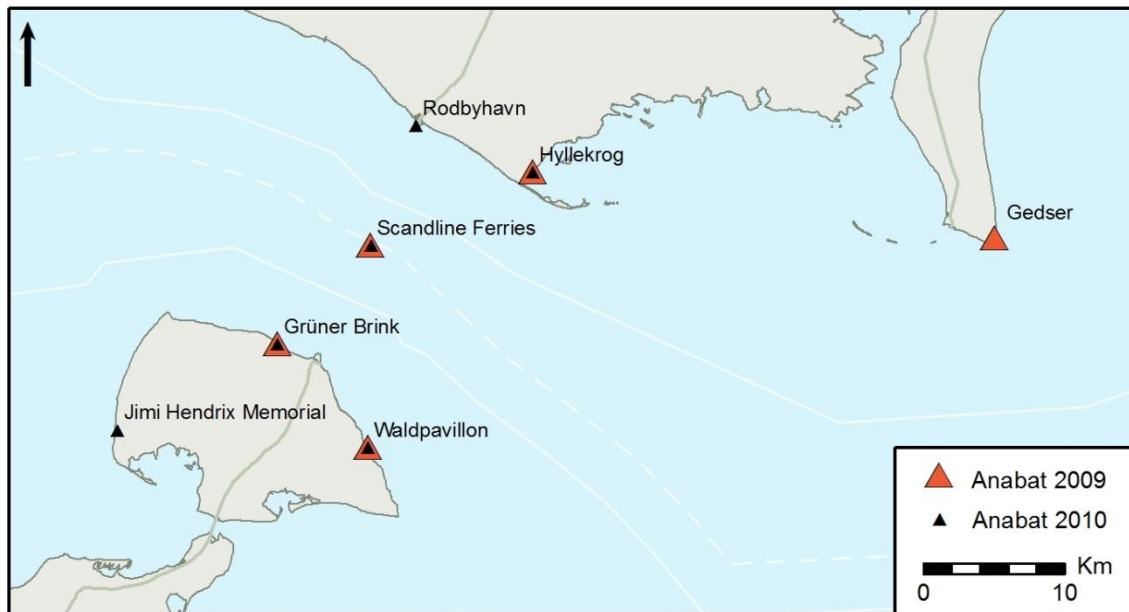 Rodbyhavn
Hyllekrog
Gedser
Scandline Ferries
Grüner Brink
Jimi Hendrix Memorial
Waldpavillon
Anabat 2009
Anabat 2010
Km
0 10